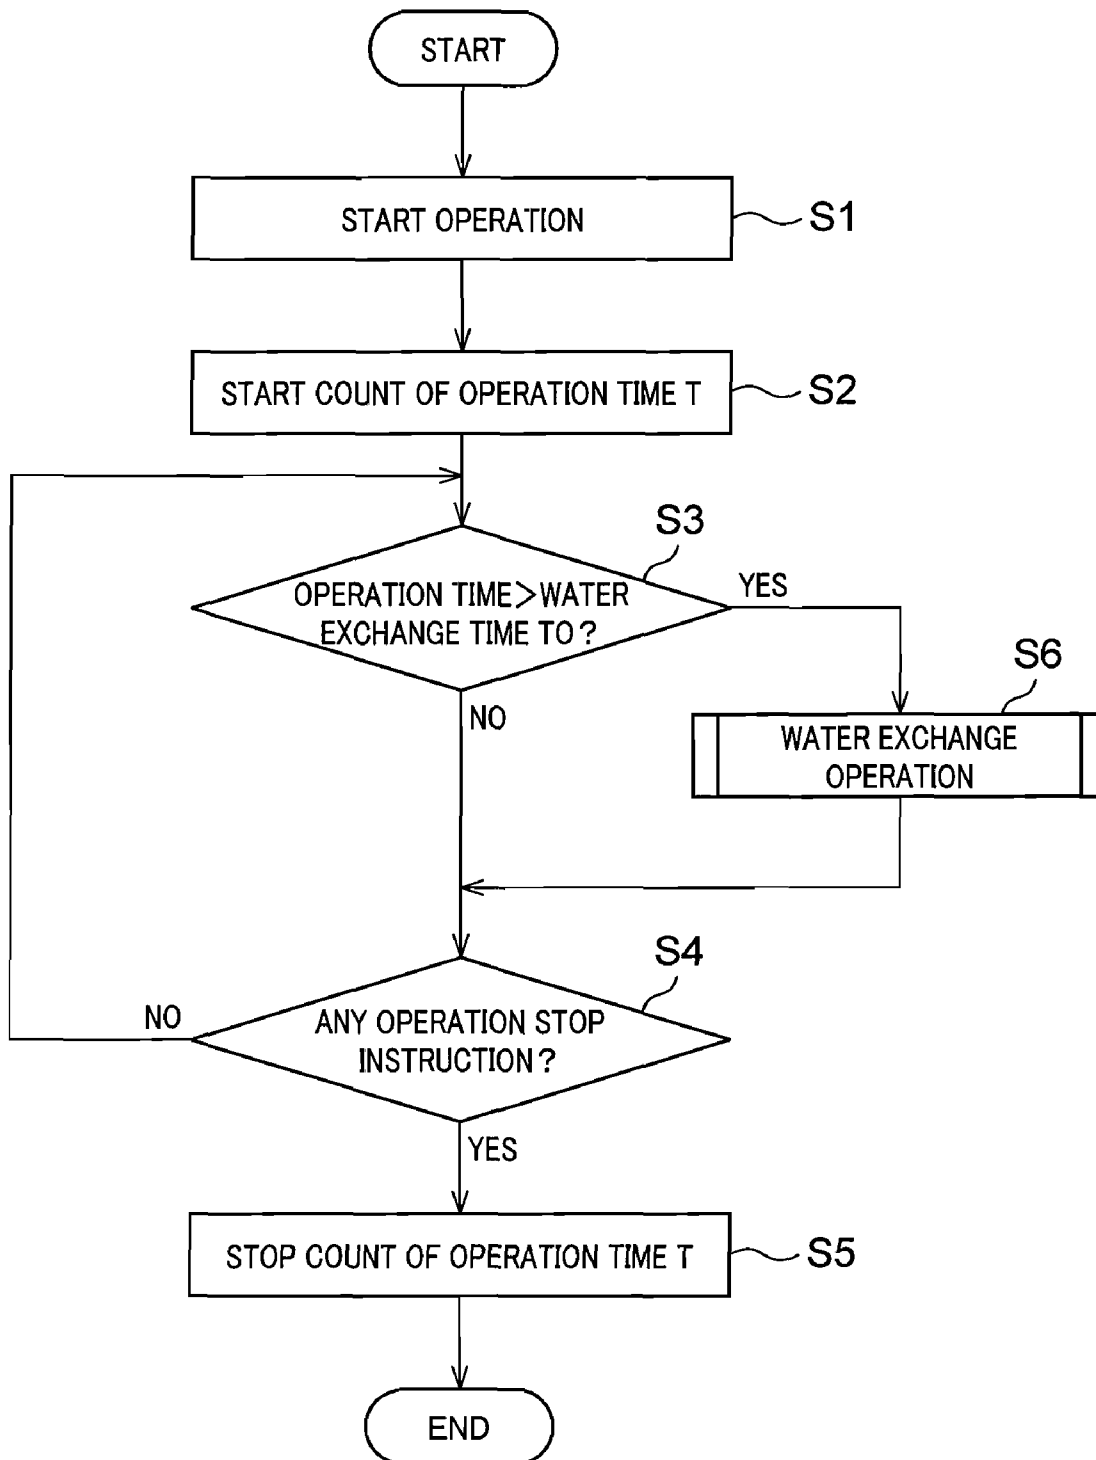 START
START OPERATION
S1
START COUNT OF OPERATION TIME T
S2
S3
OPERATION TIME>WATER
EXCHANGE TIME TO?
YES
NO
S6
WATER EXCHANGE
OPERATION
S4
ANY OPERATION STOP
INSTRUCTION?
NO
YES
STOP COUNT OF OPERATION TIME T
S5
END